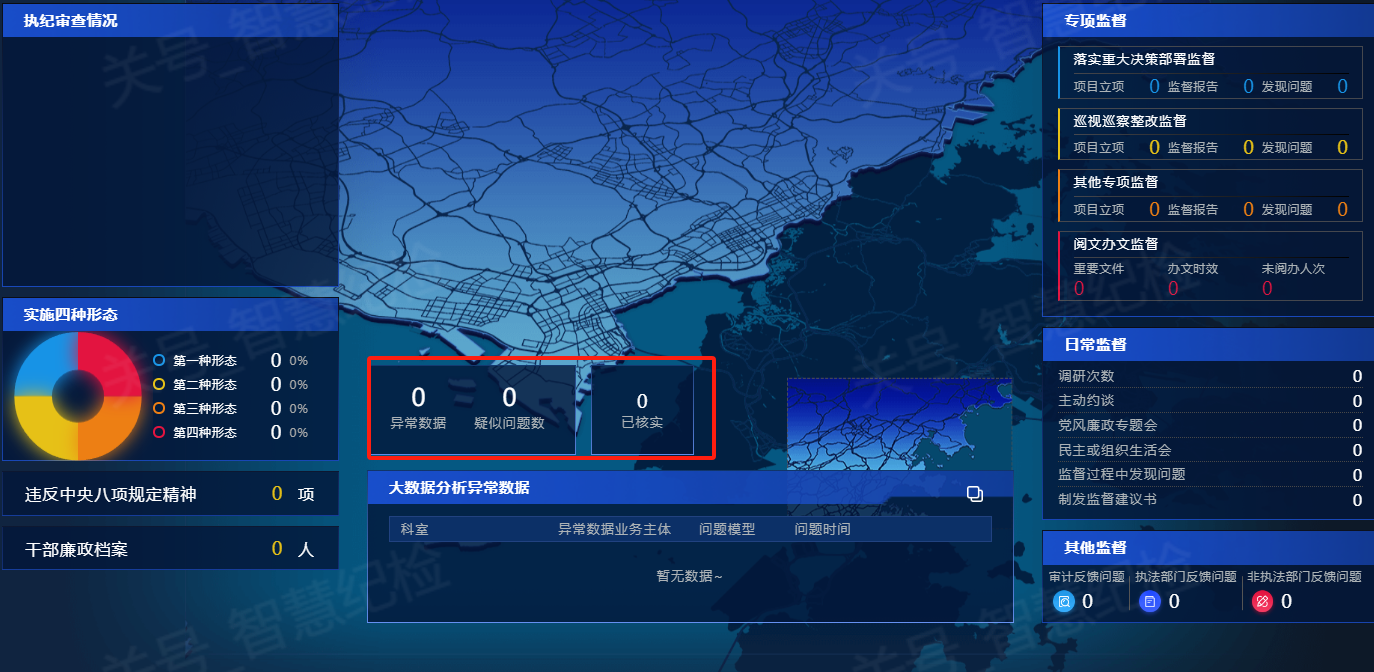 执纪审查情况
实施四种形态
第一种形态 0 0%
第二种形态 0 0%
第三种形态 0 0%
第四种形态 0 0%
违反中央八项规定精神 0 项
干部廉政档案 0 人
0 0 0
异常数据 疑似问题数 已核实
大数据分析异常数据
科室 异常数据业务主体 问题模型 问题时间
暂无数据~
专项监督
落实重大决策部署监督
项目立项 0 监督报告 0 发现问题 0
巡视巡察整改监督
项目立项 0 监督报告 0 发现问题 0
其他专项监督
项目立项 0 监督报告 0 发现问题 0
阅文办文监督
重要文件 办文时效 未阅办人次
0 0 0
日常监督
调研次数 0
主动约谈 0
党风廉政专题会 0
民主或组织生活会 0
监督过程中发现问题 0
制发监督建议书 0
其他监督
审计反馈问题 执法部门反馈问题 非执法部门反馈问题
0 0 0
关号_智慧纪检